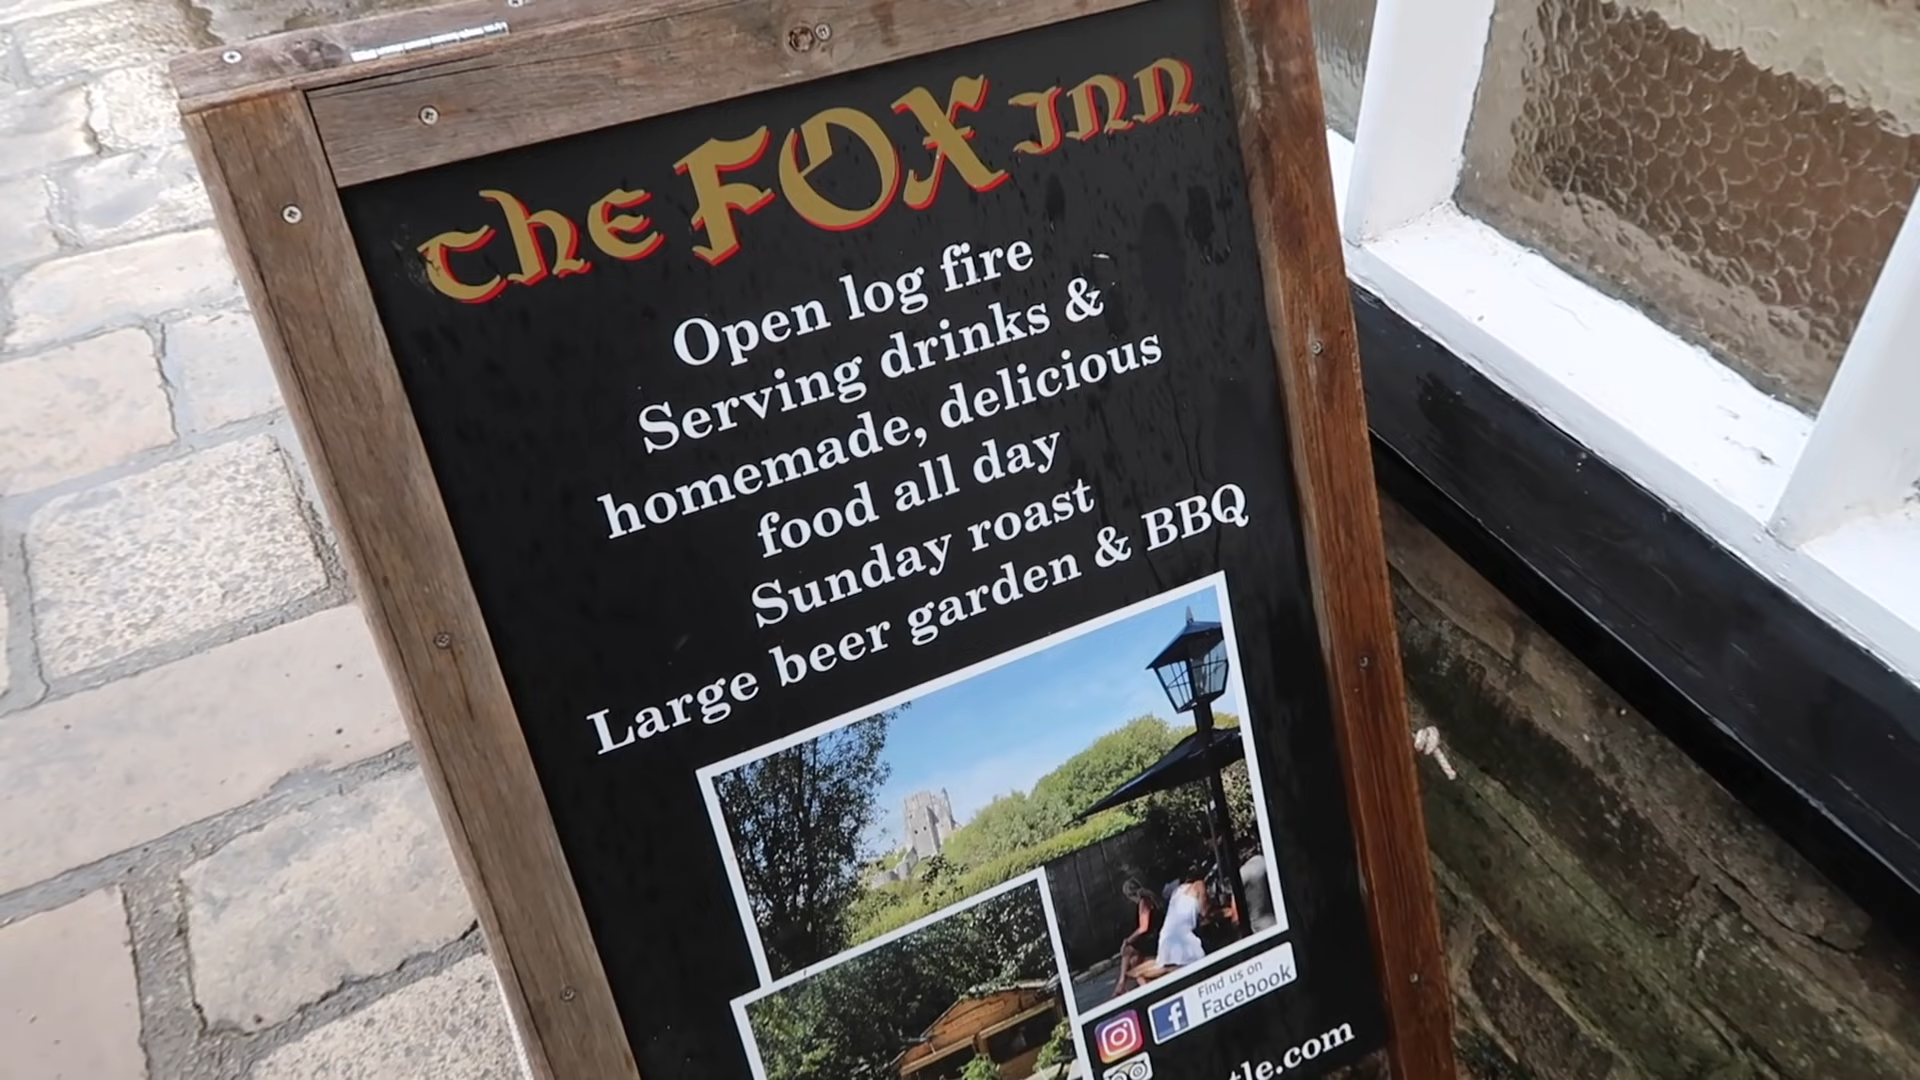 The FOX Inn
Open log fire
Serving drinks &
homemade, delicious
food all day
Sunday roast
Large beer garden & BBQ
Find us on
Facebook
tle.com